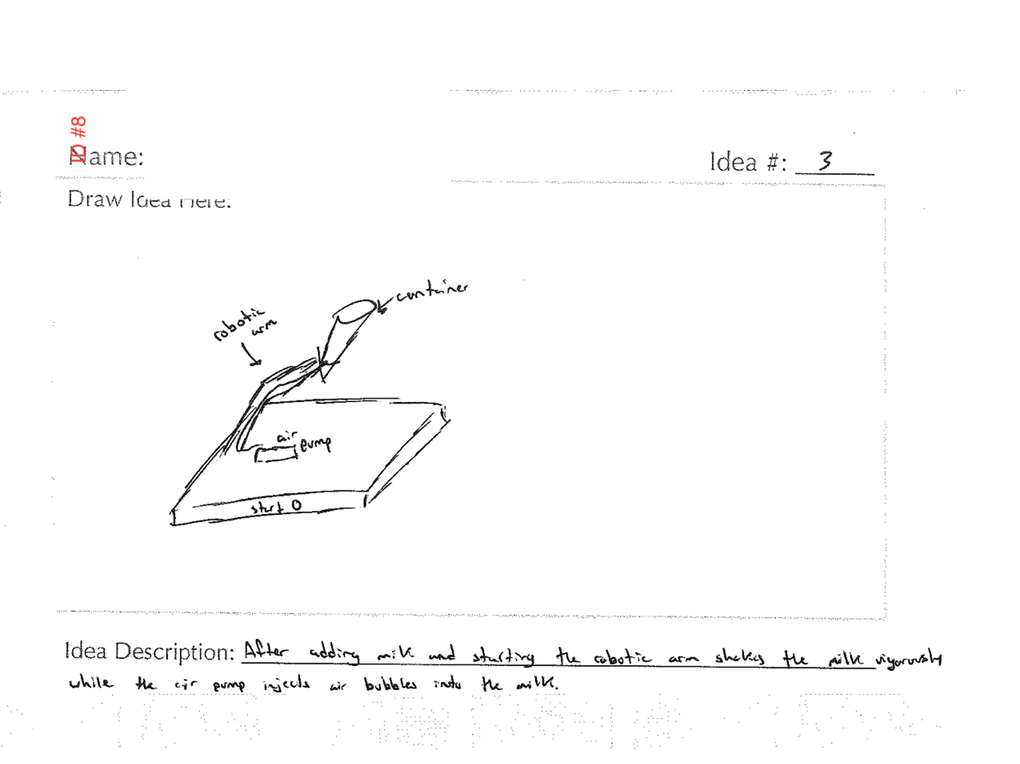 ID #8
Name:
Idea #: 3
Draw Idea Here:
container
robotic
arm
air
pump
start O
Idea Description: After adding milk and starting the robotic arm shakes the milk vigorously
while the air pump injects air bubbles into the milk.